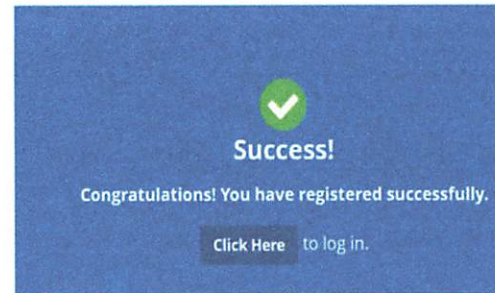 Success!
Congratulations! You have registered successfully.
Click Here to log in.